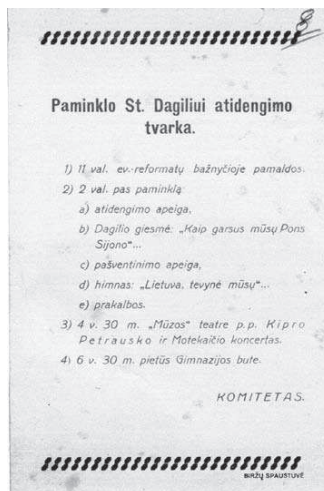 Paminklo St. Dagiliui atidengimo
tvarka.
1) 11 val. ev.-reformatų bažnyčioje pamaldos.
2) 2 val. pas paminklą:
a) atidengimo apeiga,
b) Dagilio giesmė: „Kaip garsus mūsų Pons
Sijono“...
c) pašventinimo apeiga,
d) himnas: „Lietuva, tevynė mūsų“...
e) prakalbos.
3) 4 v. 30 m. „Mūzos“ teatre p.p. Kipro
Petrausko ir Motekaičio koncertas.
4) 6 v. 30 m. pietūs Gimnazijos bute.
KOMITETAS.
BIRŽŲ SPAUSTUVĖ